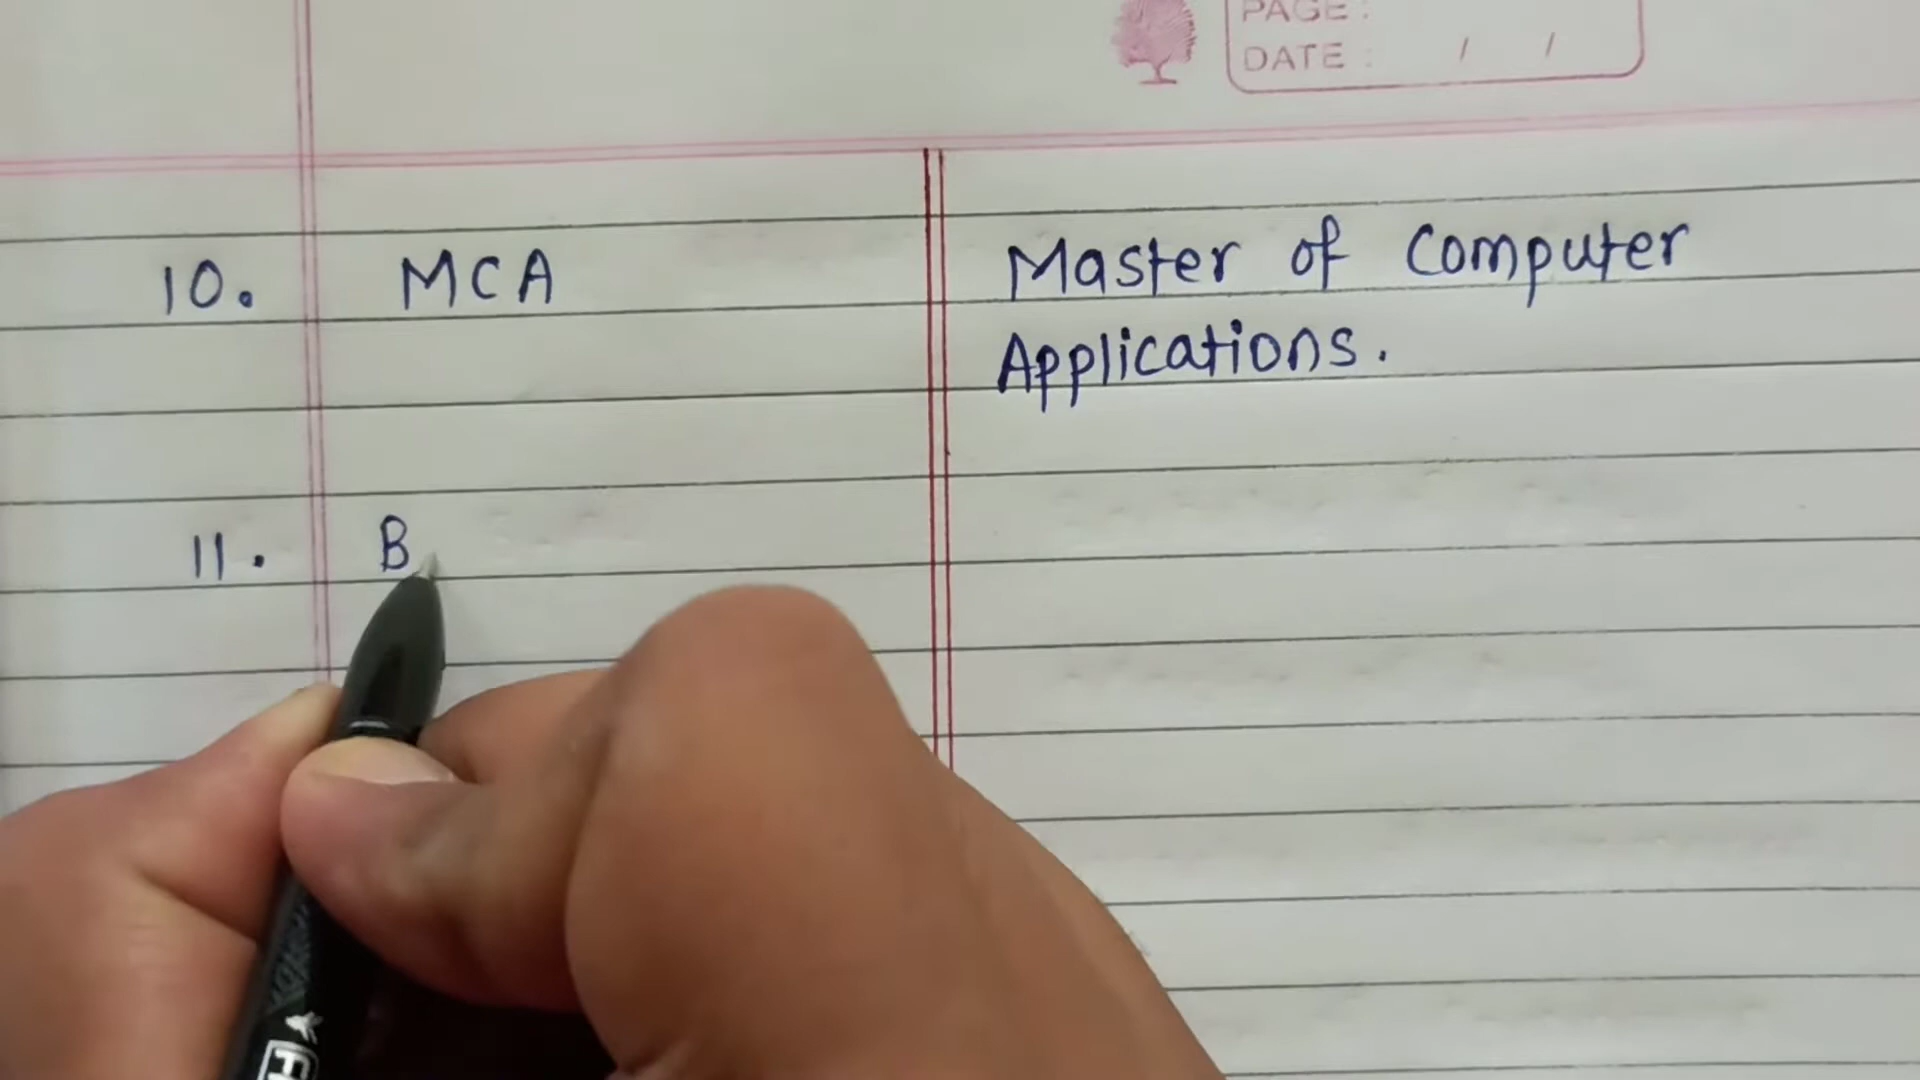 PAGE :
DATE : / /
10. MCA Master of Computer
Applications.
11. B